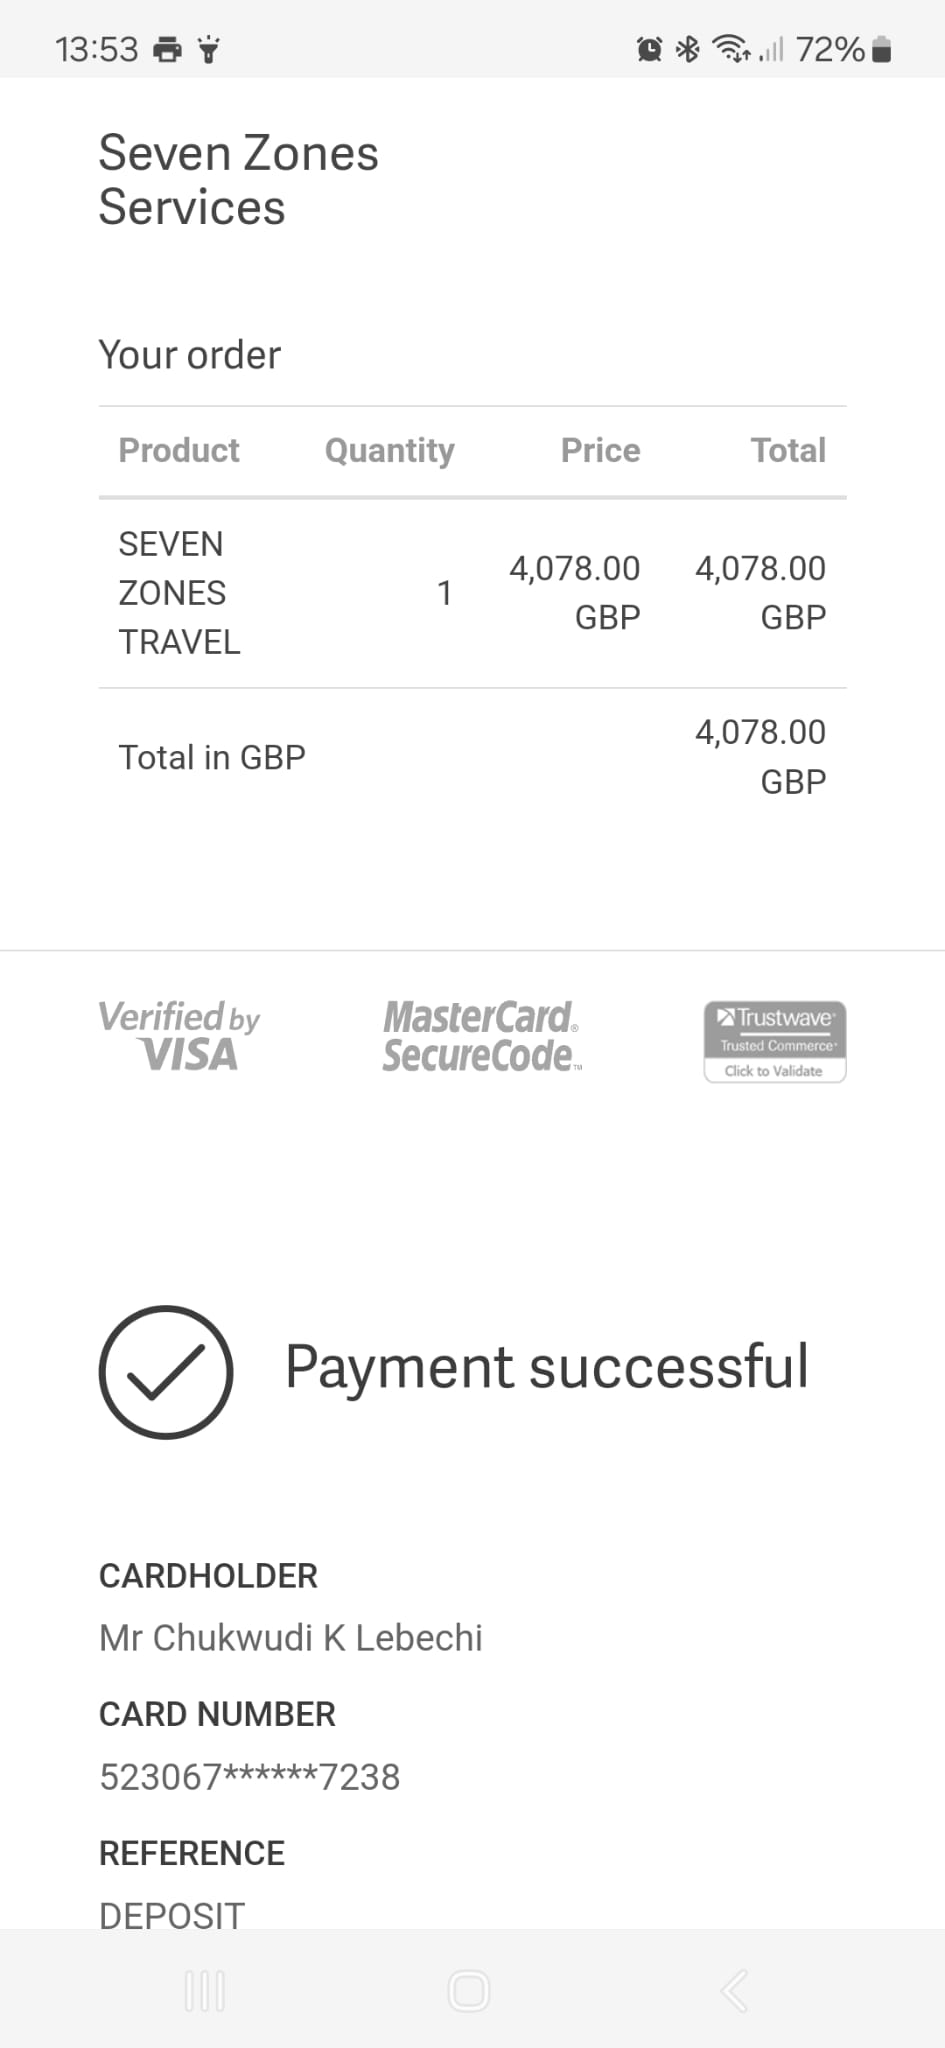 13:53 72%
Seven Zones
Services
Your order
Product Quantity Price Total
SEVEN
ZONES
TRAVEL
1
4,078.00
GBP
4,078.00
GBP
Total in GBP
4,078.00
GBP
Verified by
VISA
MasterCard®
SecureCode™
Trustwave®
Trusted Commerce®
Click to Validate
Payment successful
CARDHOLDER
Mr Chukwudi K Lebechi
CARD NUMBER
523067******7238
REFERENCE
DEPOSIT